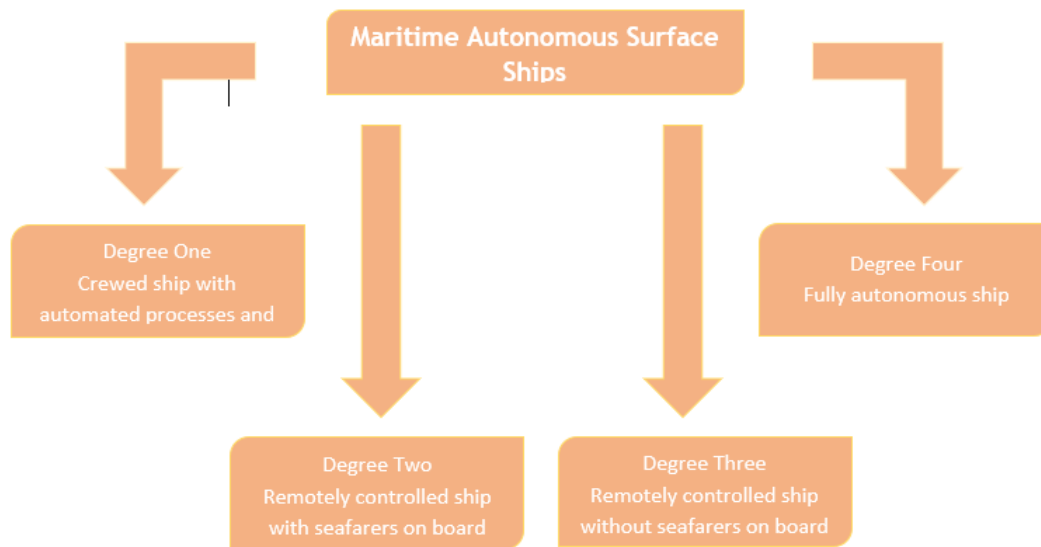 Maritime Autonomous Surface
Ships
Degree One
Crewed ship with
automated processes and
Degree Four
Fully autonomous ship
Degree Two
Remotely controlled ship
with seafarers on board
Degree Three
Remotely controlled ship
without seafarers on board